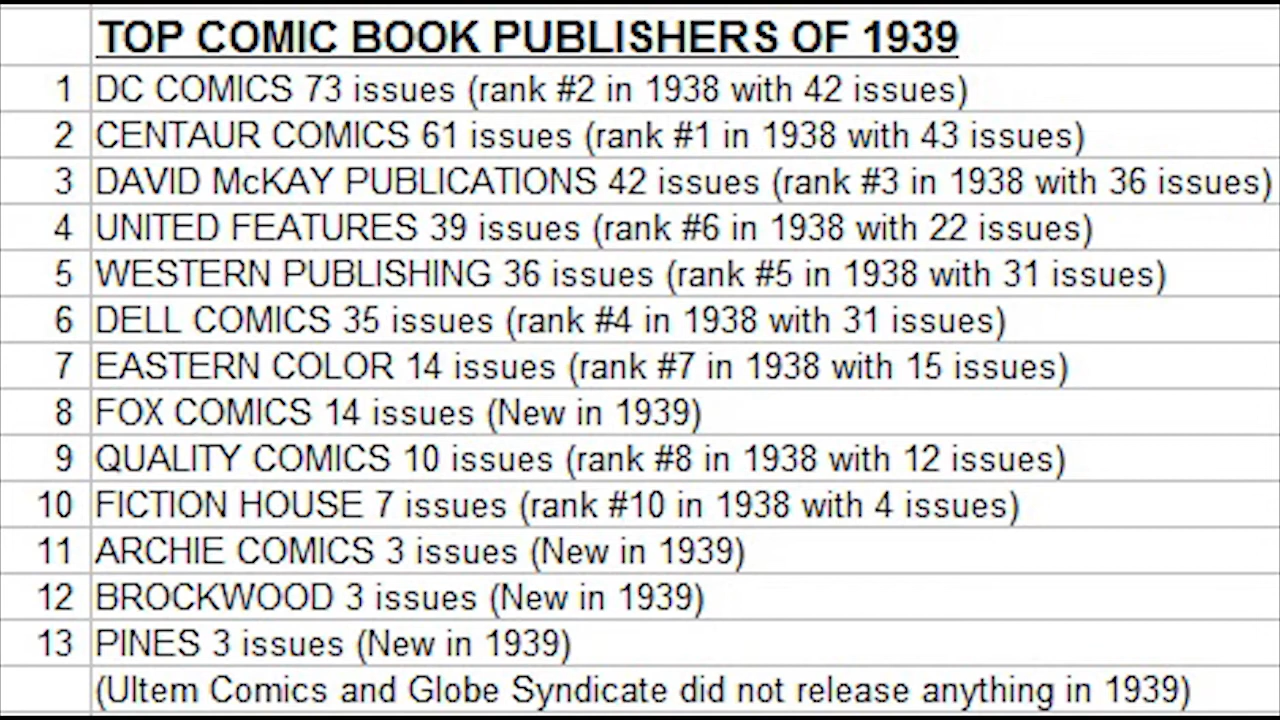 TOP COMIC BOOK PUBLISHERS OF 1939
1 DC COMICS 73 issues (rank #2 in 1938 with 42 issues)
2 CENTAUR COMICS 61 issues (rank #1 in 1938 with 43 issues)
3 DAVID McKAY PUBLICATIONS 42 issues (rank #3 in 1938 with 36 issues)
4 UNITED FEATURES 39 issues (rank #6 in 1938 with 22 issues)
5 WESTERN PUBLISHING 36 issues (rank #5 in 1938 with 31 issues)
6 DELL COMICS 35 issues (rank #4 in 1938 with 31 issues)
7 EASTERN COLOR 14 issues (rank #7 in 1938 with 15 issues)
8 FOX COMICS 14 issues (New in 1939)
9 QUALITY COMICS 10 issues (rank #8 in 1938 with 12 issues)
10 FICTION HOUSE 7 issues (rank #10 in 1938 with 4 issues)
11 ARCHIE COMICS 3 issues (New in 1939)
12 BROCKWOOD 3 issues (New in 1939)
13 PINES 3 issues (New in 1939)
(Ultem Comics and Globe Syndicate did not release anything in 1939)